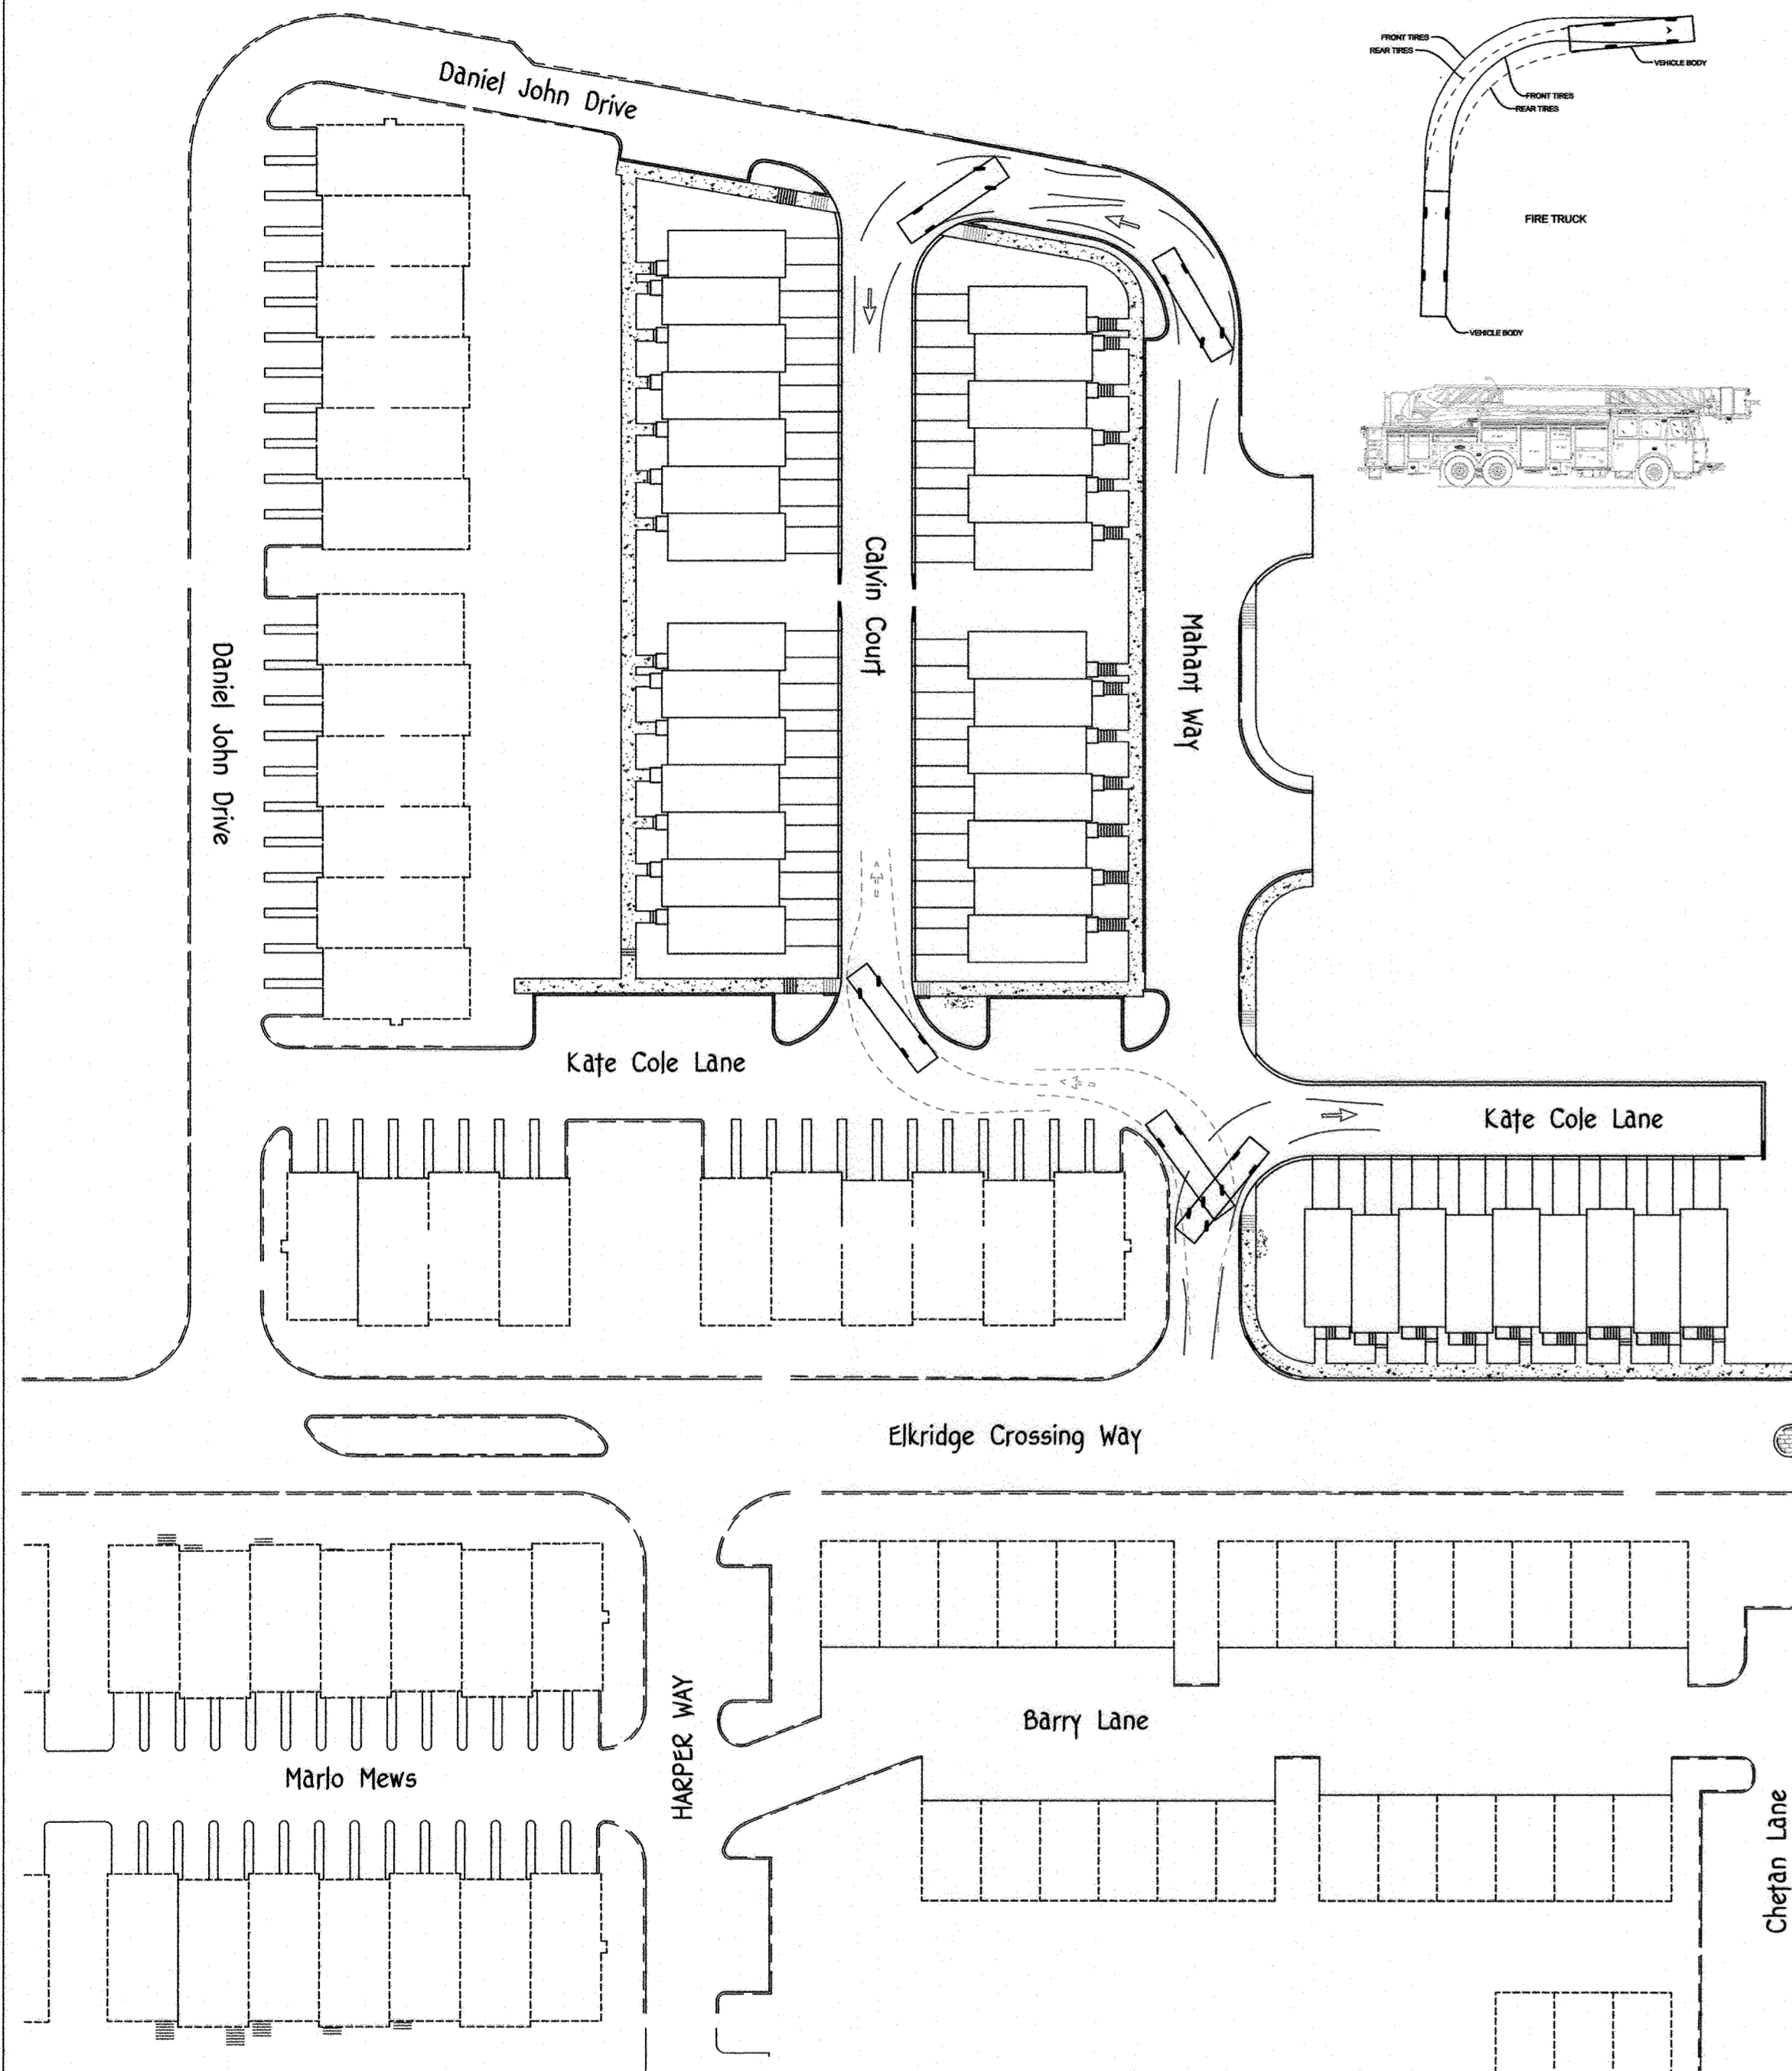 FRONT TIRES
REAR TIRES
VEHICLE BODY
FRONT TIRES
REAR TIRES
Daniel John Drive
FIRE TRUCK
VEHICLE BODY
Calvin Court
Mahant Way
Daniel John Drive
Kate Cole Lane
Kate Cole Lane
Elkridge Crossing Way
HARPER WAY
Barry Lane
Marlo Mews
Chetan Lane